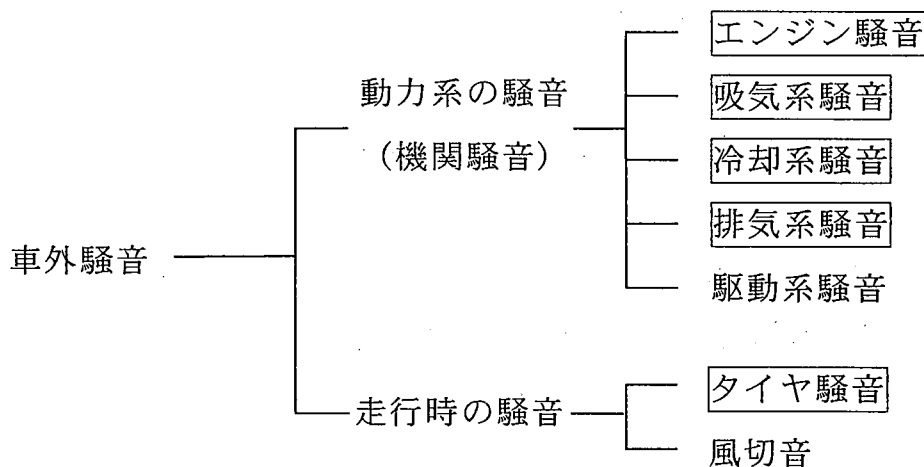 エンジン騒音
動力系の騒音
吸気系騒音
(機関騒音)
冷却系騒音
排気系騒音
車外騒音
駆動系騒音
タイヤ騒音
走行時の騒音
風切音